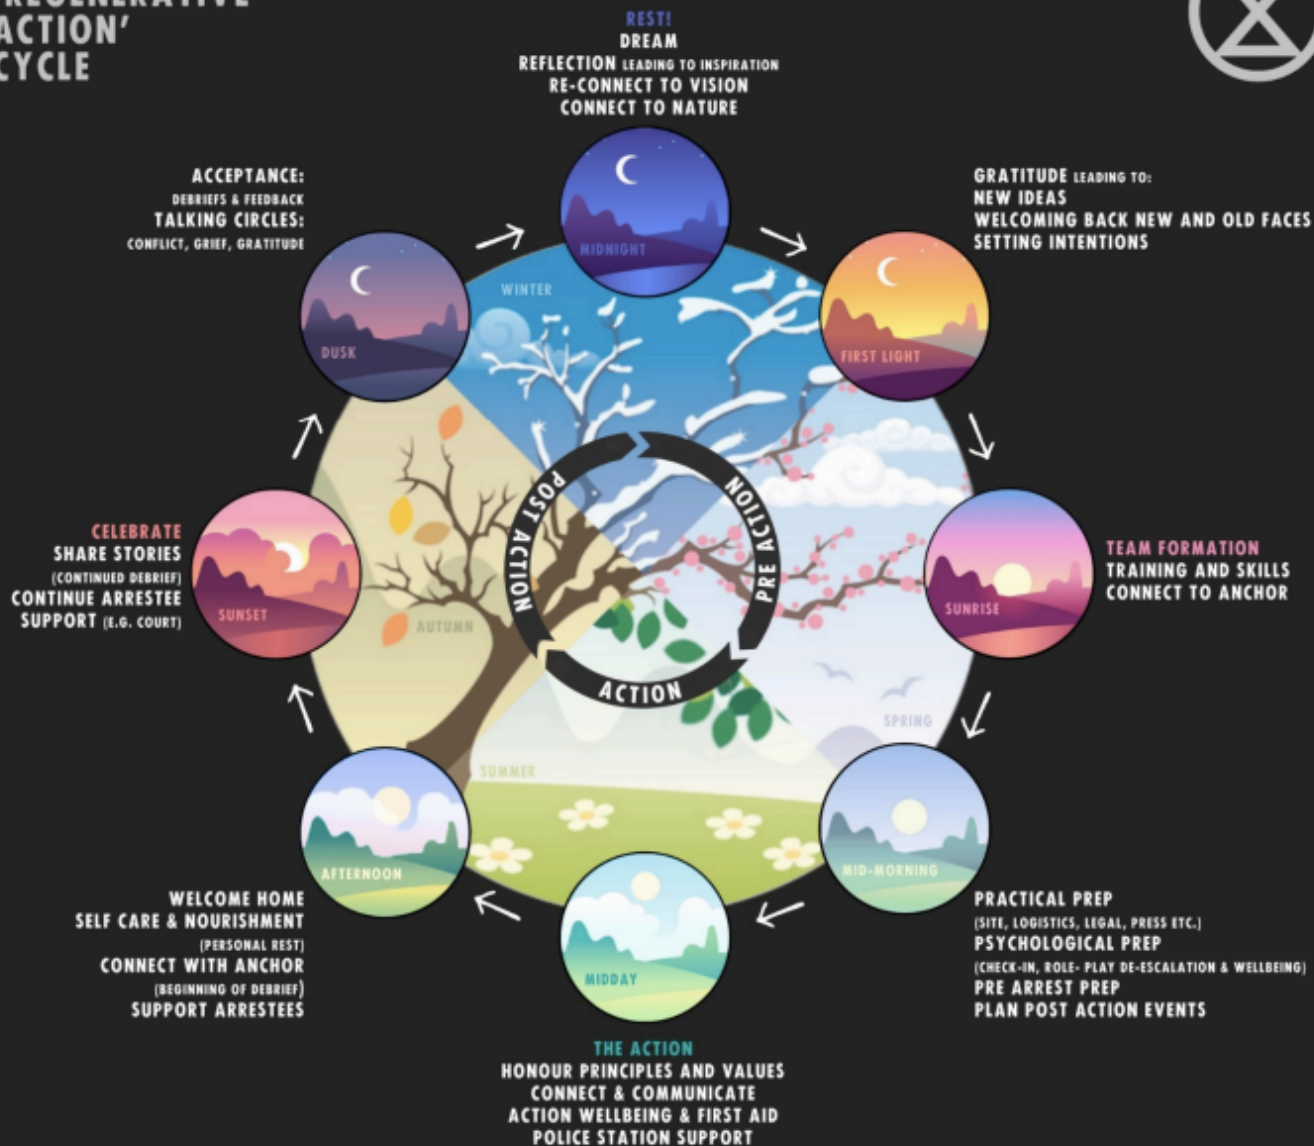 'REGENERATIVE
ACTION'
CYCLE
REST!
DREAM
REFLECTION LEADING TO INSPIRATION
RE-CONNECT TO VISION
CONNECT TO NATURE
MIDNIGHT
GRATITUDE LEADING TO:
NEW IDEAS
WELCOMING BACK NEW AND OLD FACES
SETTING INTENTIONS
FIRST LIGHT
TEAM FORMATION
TRAINING AND SKILLS
CONNECT TO ANCHOR
SUNRISE
MID-MORNING
PRACTICAL PREP
(SITE, LOGISTICS, LEGAL, PRESS ETC.)
PSYCHOLOGICAL PREP
(CHECK-IN, ROLE- PLAY DE-ESCALATION & WELLBEING)
PRE ARREST PREP
PLAN POST ACTION EVENTS
MIDDAY
THE ACTION
HONOUR PRINCIPLES AND VALUES
CONNECT & COMMUNICATE
ACTION WELLBEING & FIRST AID
POLICE STATION SUPPORT
AFTERNOON
WELCOME HOME
SELF CARE & NOURISHMENT
(PERSONAL REST)
CONNECT WITH ANCHOR
(BEGINNING OF DEBRIEF)
SUPPORT ARRESTEES
CELEBRATE
SHARE STORIES
(CONTINUED DEBRIEF)
CONTINUE ARRESTEE
SUPPORT (E.G. COURT)
SUNSET
ACCEPTANCE:
DEBRIEFS & FEEDBACK
TALKING CIRCLES:
CONFLICT, GRIEF, GRATITUDE
DUSK
WINTER
SPRING
SUMMER
AUTUMN
PRE ACTION
ACTION
POST ACTION